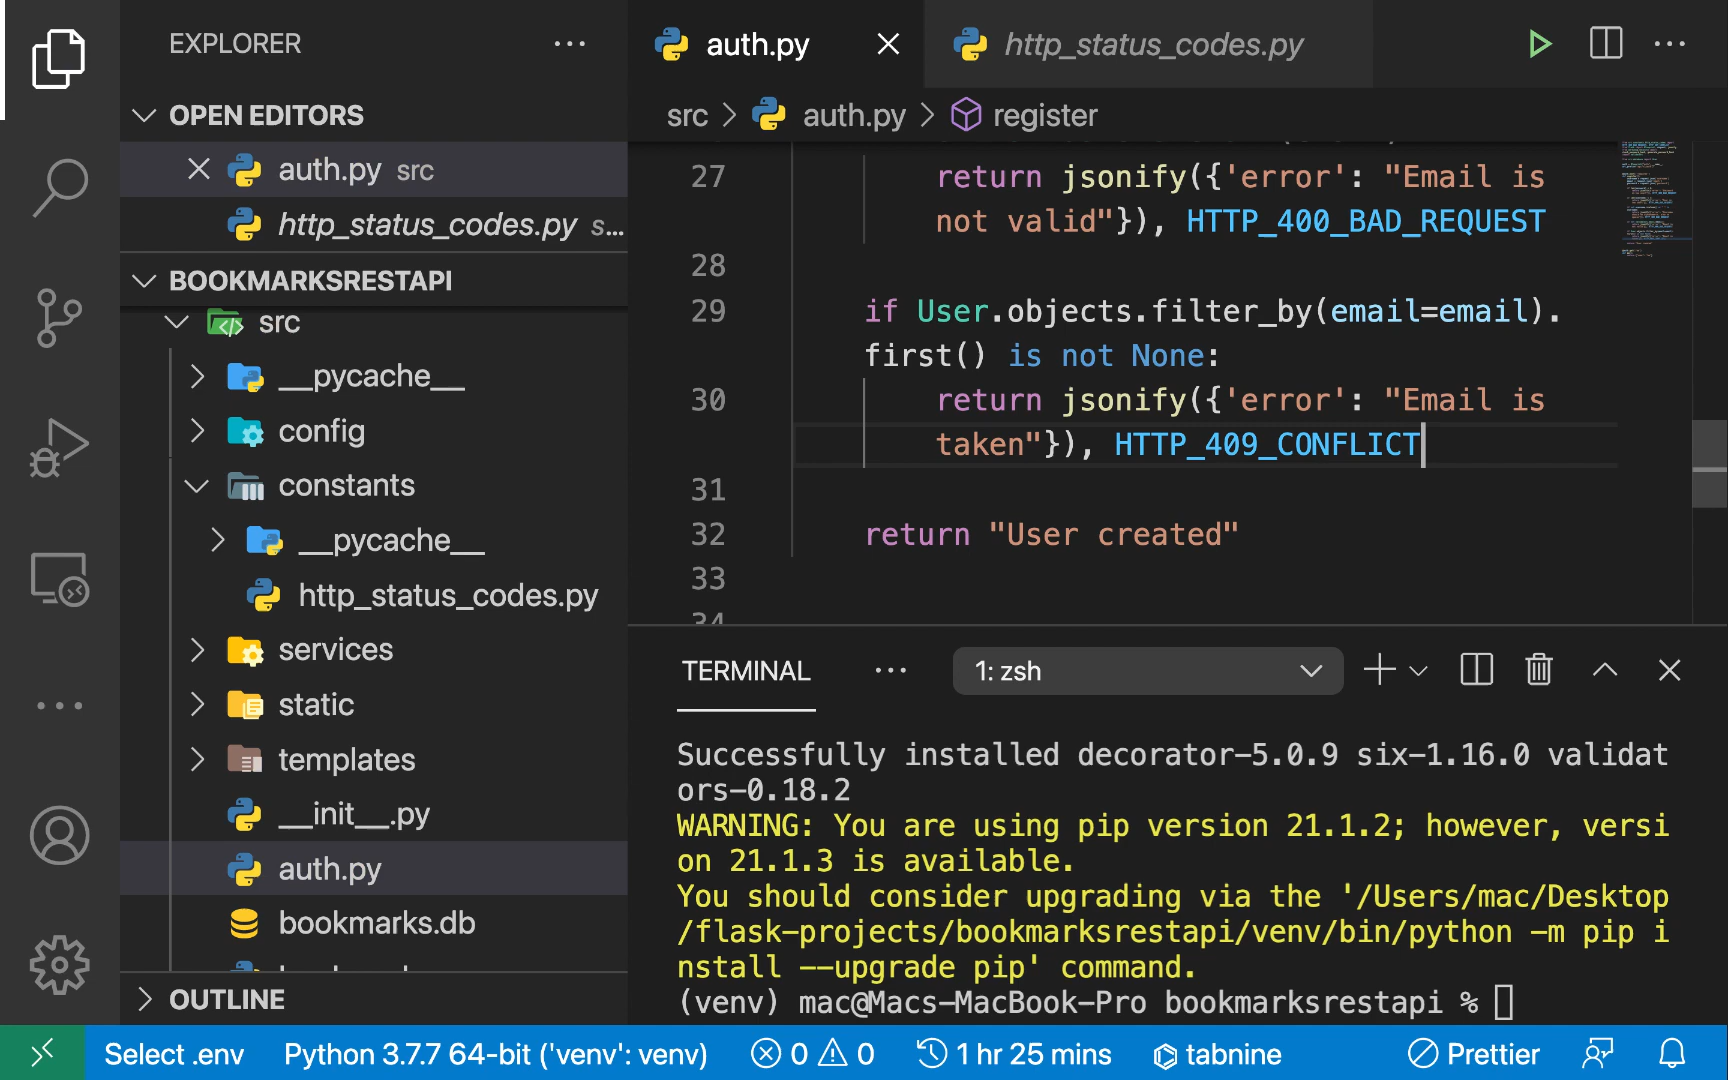 EXPLORER
OPEN EDITORS
auth.py src
http_status_codes.py s...
BOOKMARKSRESTAPI
src
__pycache__
config
constants
__pycache__
http_status_codes.py
services
static
templates
__init__.py
auth.py
bookmarks.db
OUTLINE
auth.py
http_status_codes.py
src > auth.py > register
27 return jsonify({'error': "Email is
not valid"}), HTTP_400_BAD_REQUEST
28
29 if User.objects.filter_by(email=email).
first() is not None:
30 return jsonify({'error': "Email is
taken"}), HTTP_409_CONFLICT
31
32 return "User created"
33
34
TERMINAL
1: zsh
Successfully installed decorator-5.0.9 six-1.16.0 validat
ors-0.18.2
WARNING: You are using pip version 21.1.2; however, versi
on 21.1.3 is available.
You should consider upgrading via the '/Users/mac/Desktop
/flask-projects/bookmarksrestapi/venv/bin/python -m pip i
nstall --upgrade pip' command.
(venv) mac@Macs-MacBook-Pro bookmarksrestapi %
Select .env Python 3.7.7 64-bit ('venv': venv) 0 0 1 hr 25 mins tabnine Prettier